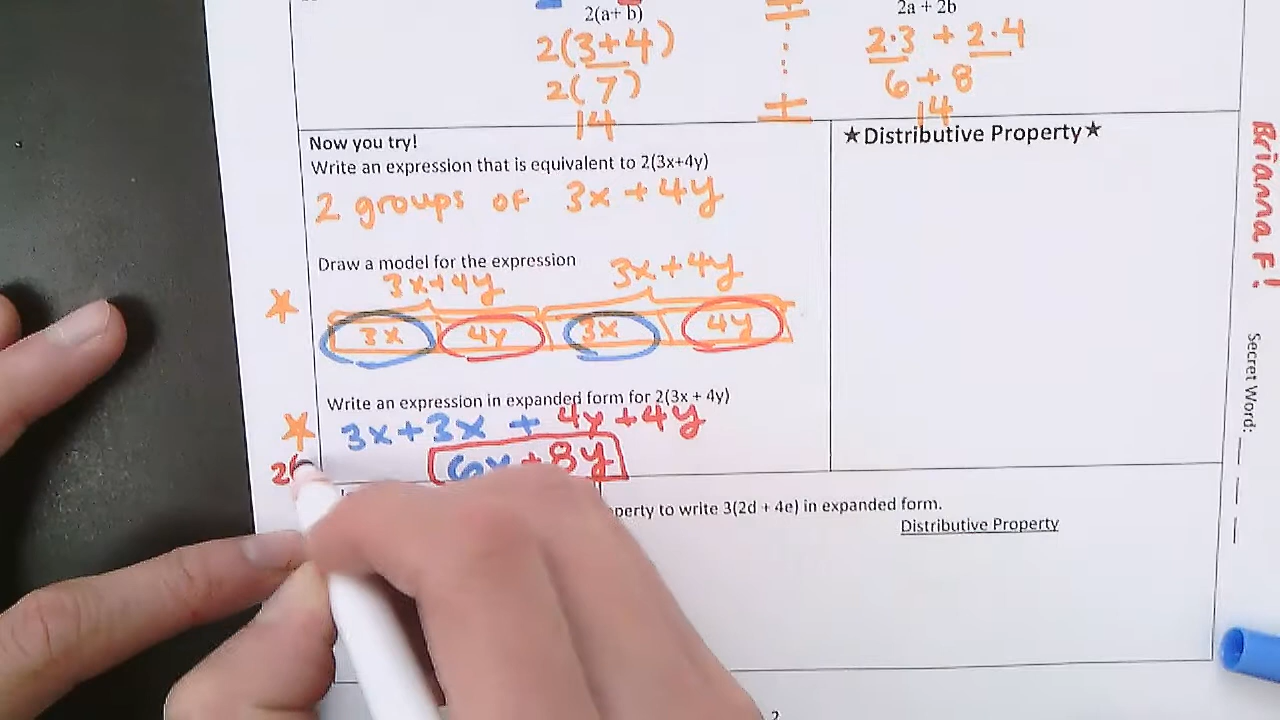 2(a+ b)
2a + 2b
2(3+4)
2·3 + 2·4
2(7)
6+8
14
14
Now you try!
Write an expression that is equivalent to 2(3x+4y)
2 groups of 3x+4y
Draw a model for the expression
3x+4y
3x+4y
3x
4y
3x
4y
Write an expression in expanded form for 2(3x + 4y)
3x+3x + 4y+4y
6x+8y
2(
★Distributive Property★
to write 3(2d + 4e) in expanded form.
Distributive Property
Brianna F!
Secret Word: _ _ _
2